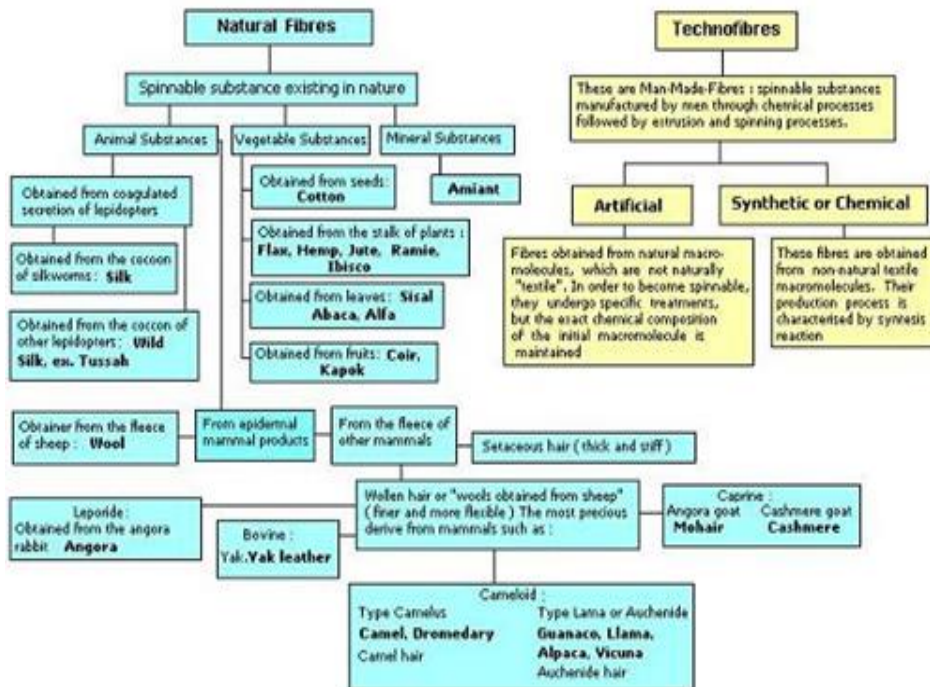 Natural Fibres
Spinnable substance existing in nature
Animal Substances
Vegetable Substances
Mineral Substances
Obtained from coagulated
secretion of lepidopters
Obtained from the cocoon
of silkworms: Silk
Obtained from the coccon of
other lepidopters: Wild
Silk, ex. Tussah
Obtained from seeds:
Cotton
Obtained from the stalk of plants :
Flax, Hemp, Jute, Ramie,
Ibisco
Obtained from leaves: Sisal
Abaca, Alfa
Obtained from fruits: Coir,
Kapok
Amiant
Technofibres
These are Man-Made-Fibres : spinnable substances
manufactured by men through chemical processes
followed by extrusion and spinning processes.
Artificial
Synthetic or Chemical
Fibres obtained from natural macro-
molecules, which are not naturally
"textile". In order to become spinnable,
they undergo specific treatments,
but the exact chemical composition
of the initial macromolecule is
maintained
These fibres are obtained
from non-natural textile
macromolecules. Their
production process is
characterised by syntesis
reaction
Obtainer from the fleece
of sheep : Wool
From epidermal
mammal products
From the fleece of
other mammals
Setaceous hair ( thick and stiff )
Leporide :
Obtained from the angora
rabbit Angora
Bovine :
Yak.Yak leather
Wollen hair or "wools obtained from sheep"
( finer and more flexible ) The most precious
derive from mammals such as :
Caprine :
Angora goat Cashmere goat
Mohair Cashmere
Cameloid :
Type Camelus Type Lama or Auchenide
Camel, Dromedary Guanaco, Llama,
Alpaca, Vicuna
Camel hair Auchenide hair